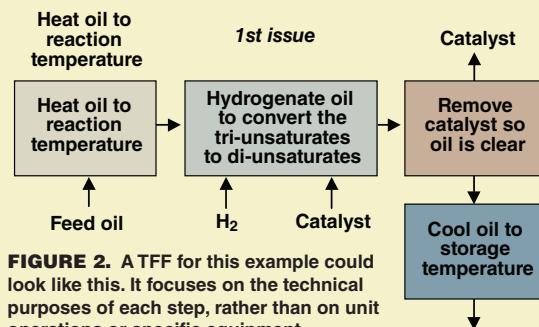 Heat oil to
reaction
temperature
1st issue
Catalyst
Heat oil to
reaction
temperature
Hydrogenate oil
to convert the
tri-unsaturates
to di-unsaturates
Remove
catalyst so
oil is clear
Feed oil
H₂
Catalyst
Cool oil to
storage
temperature
FIGURE 2. A TFF for this example could
look like this. It focuses on the technical
purposes of each step, rather than on unit
operations or specific equipment